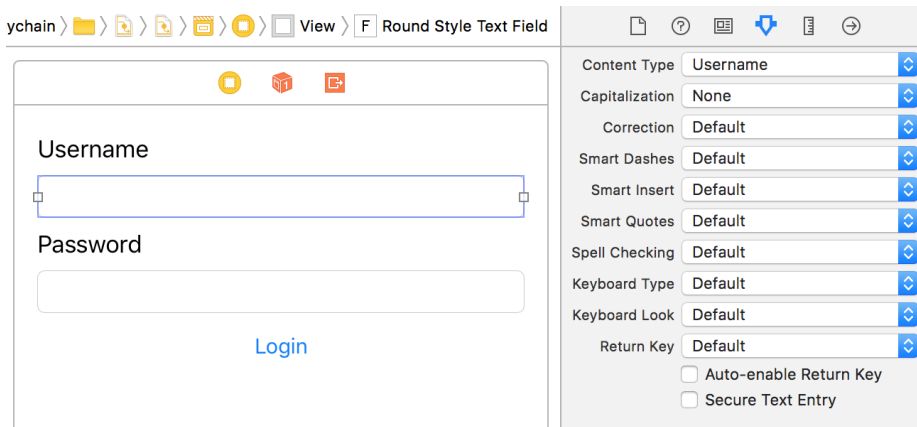 ychain 〉 〉 〉 〉 〉 〉 View 〉 F Round Style Text Field
Username
Password
Login
Content Type Username
Capitalization None
Correction Default
Smart Dashes Default
Smart Insert Default
Smart Quotes Default
Spell Checking Default
Keyboard Type Default
Keyboard Look Default
Return Key Default
Auto-enable Return Key
Secure Text Entry